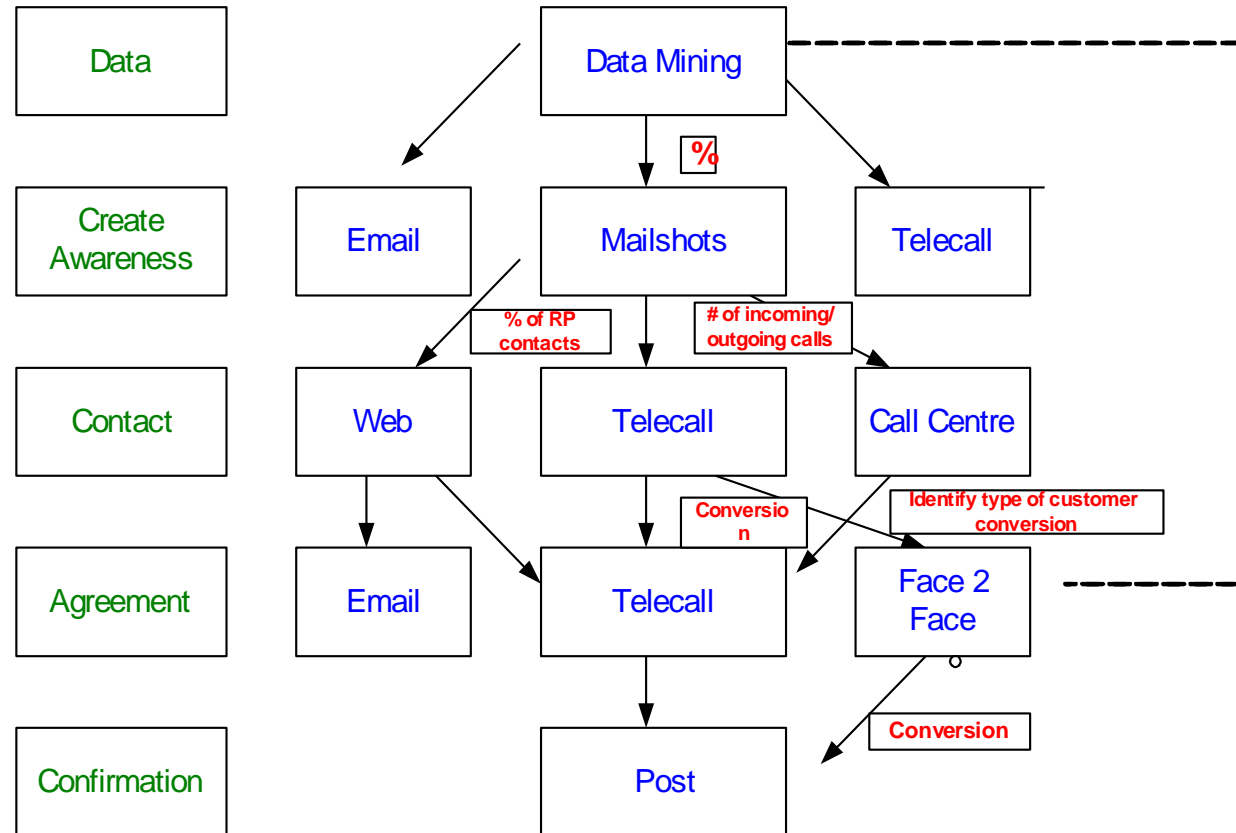 Data
Data Mining
%
Create
Awareness
Email
Mailshots
Telecall
% of RP
contacts
# of incoming/
outgoing calls
Contact
Web
Telecall
Call Centre
Conversio
n
Identify type of customer
conversion
Agreement
Email
Telecall
Face 2
Face
Conversion
Confirmation
Post